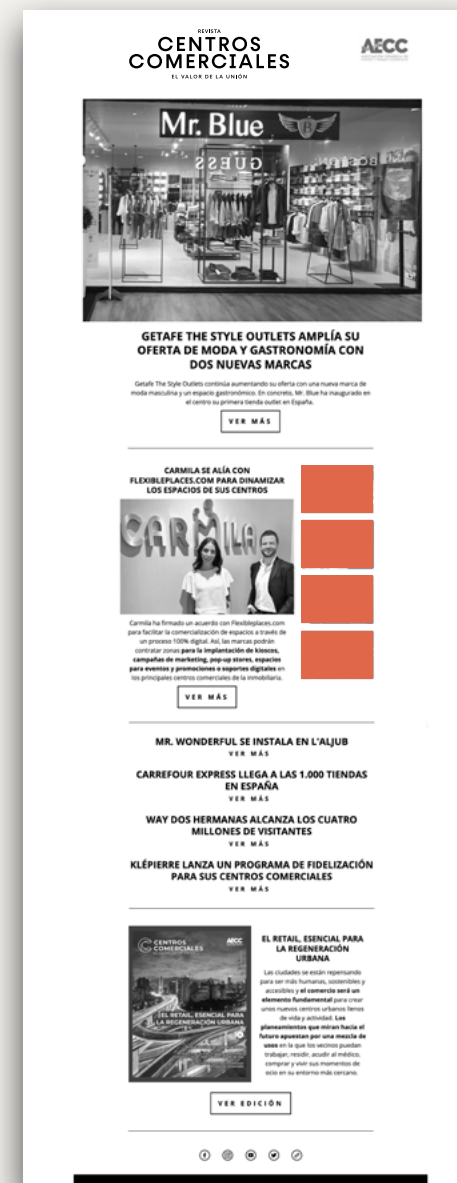 REVISTA
CENTROS
COMERCIALES
EL VALOR DE LA UNIÓN
AECC
Mr. Blue
B
GUESS
BOSTON
GETAFE THE STYLE OUTLETS AMPLÍA SU
OFERTA DE MODA Y GASTRONOMÍA CON
DOS NUEVAS MARCAS
Getafe The Style Outlets continúa aumentando su oferta con una nueva marca de
moda masculina y un espacio gastronómico. En concreto, Mr. Blue ha inaugurado en
el centro su primera tienda outlet en España.
VER MÁS
CARMILA SE ALÍA CON
FLEXIBLEPLACES.COM PARA DINAMIZAR
LOS ESPACIOS DE SUS CENTROS
CARMILA
Carmila ha firmado un acuerdo con Flexibleplaces.com
para facilitar la comercialización de espacios a través de
un proceso 100% digital. Así, las marcas podrán
contratar zonas para la implantación de kioscos,
campañas de marketing, pop-up stores, espacios
para eventos y promociones o soportes digitales en
los principales centros comerciales de la inmobiliaria.
VER MÁS
MR. WONDERFUL SE INSTALA EN L'ALJUB
VER MÁS
CARREFOUR EXPRESS LLEGA A LAS 1.000 TIENDAS
EN ESPAÑA
VER MÁS
WAY DOS HERMANAS ALCANZA LOS CUATRO
MILLONES DE VISITANTES
VER MÁS
KLÉPIERRE LANZA UN PROGRAMA DE FIDELIZACIÓN
PARA SUS CENTROS COMERCIALES
VER MÁS
CENTROS
COMERCIALES
AECC
EL RETAIL, ESENCIAL PARA
LA REGENERACIÓN URBANA
EL RETAIL, ESENCIAL PARA
LA REGENERACIÓN
URBANA
Las ciudades se están repensando
para ser más humanas, sostenibles y
accesibles y el comercio será un
elemento fundamental para crear
unos nuevos centros urbanos llenos
de vida y actividad. Los
planeamientos que miran hacia el
futuro apuestan por una mezcla de
usos en la que los vecinos puedan
trabajar, residir, acudir al médico,
comprar y vivir sus momentos de
ocio en su entorno más cercano.
VER EDICIÓN